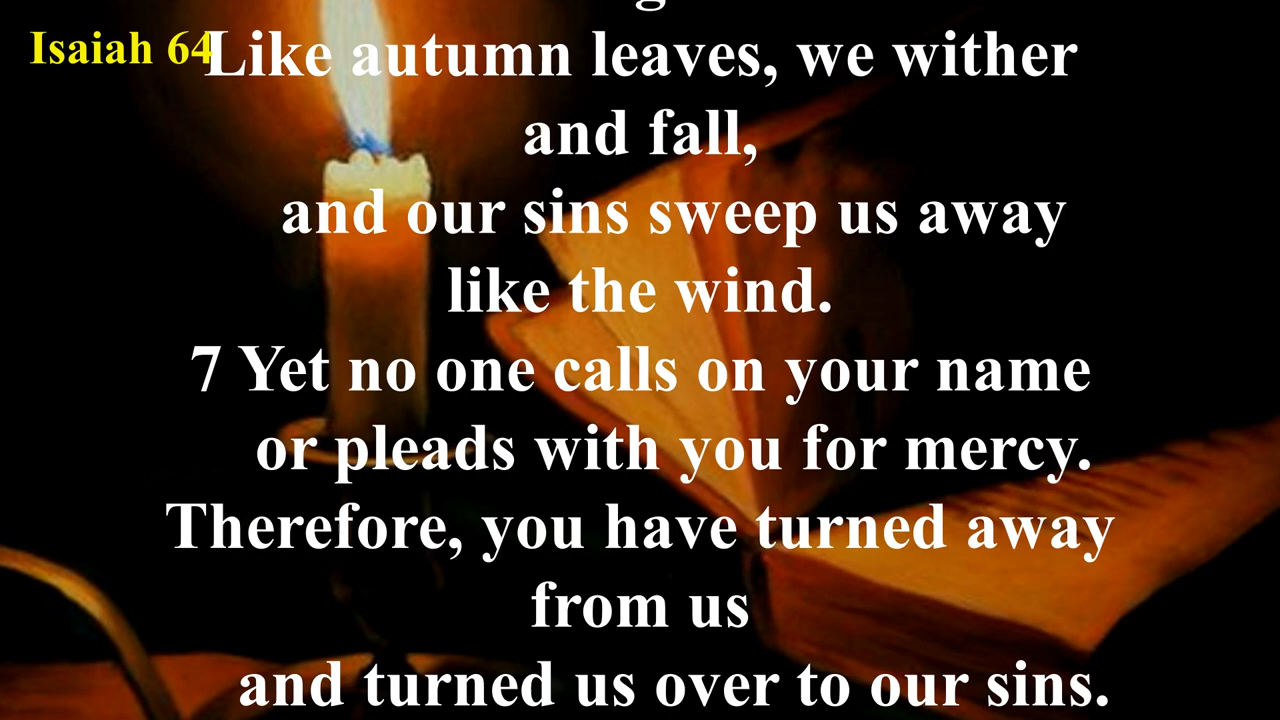 Isaiah 64
Like autumn leaves, we wither
and fall,
and our sins sweep us away
like the wind.
7 Yet no one calls on your name
or pleads with you for mercy.
Therefore, you have turned away
from us
and turned us over to our sins.